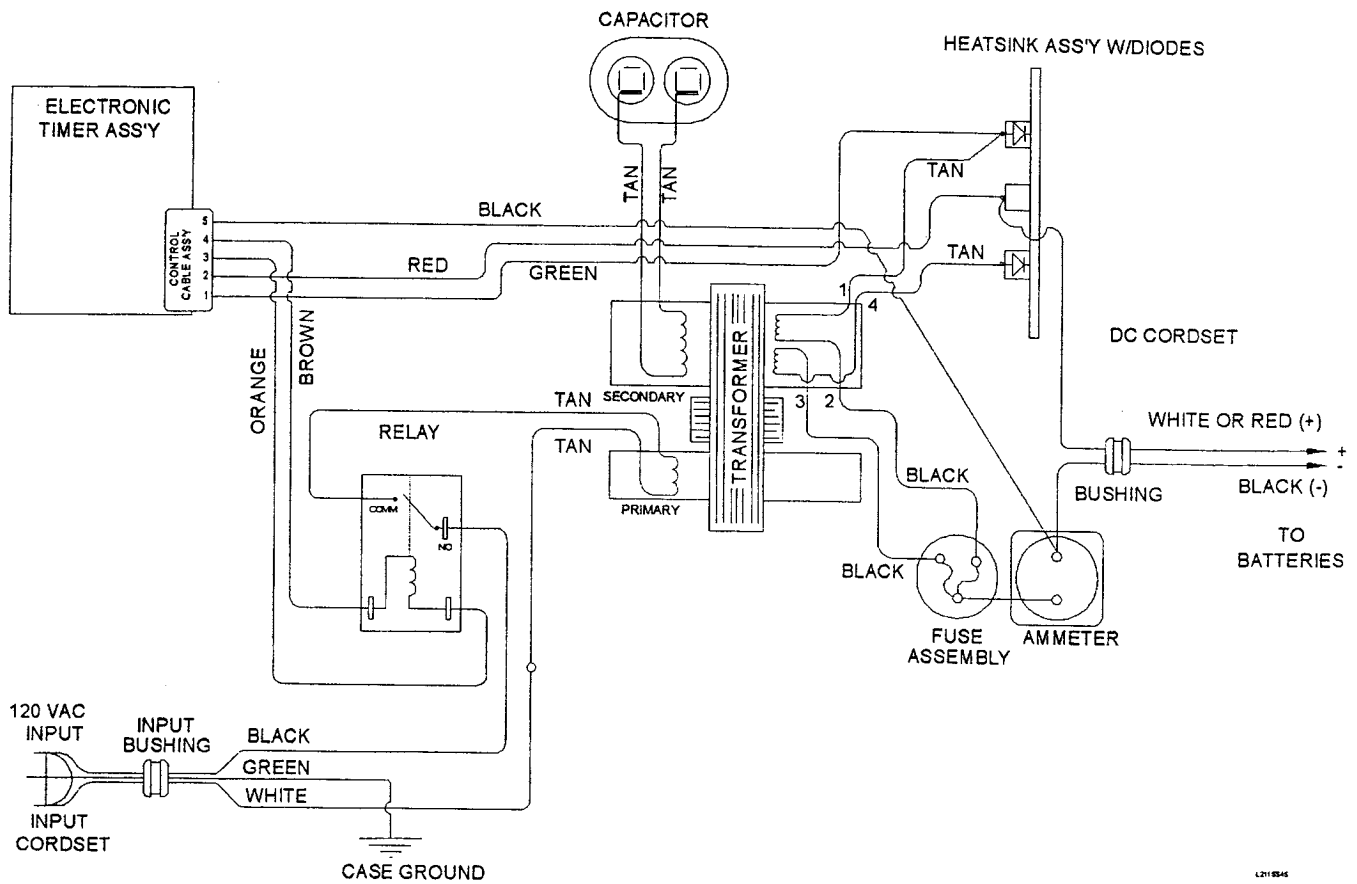 CAPACITOR
HEATSINK ASS'Y W/DIODES
ELECTRONIC
TIMER ASS'Y
TAN
TAN
TAN
BLACK
CONTROL
CABLE ASS'Y
5
4
3
2
1
RED
GREEN
TAN
1
4
DC CORDSET
ORANGE
BROWN
TRANSFORMER
SECONDARY
3
2
TAN
TAN
RELAY
WHITE OR RED (+)
+
-
BLACK (-)
BUSHING
BLACK
PRIMARY
COMM
NO
TO
BATTERIES
BLACK
FUSE
ASSEMBLY
AMMETER
120 VAC
INPUT
INPUT
BUSHING
BLACK
GREEN
WHITE
INPUT
CORDSET
CASE GROUND